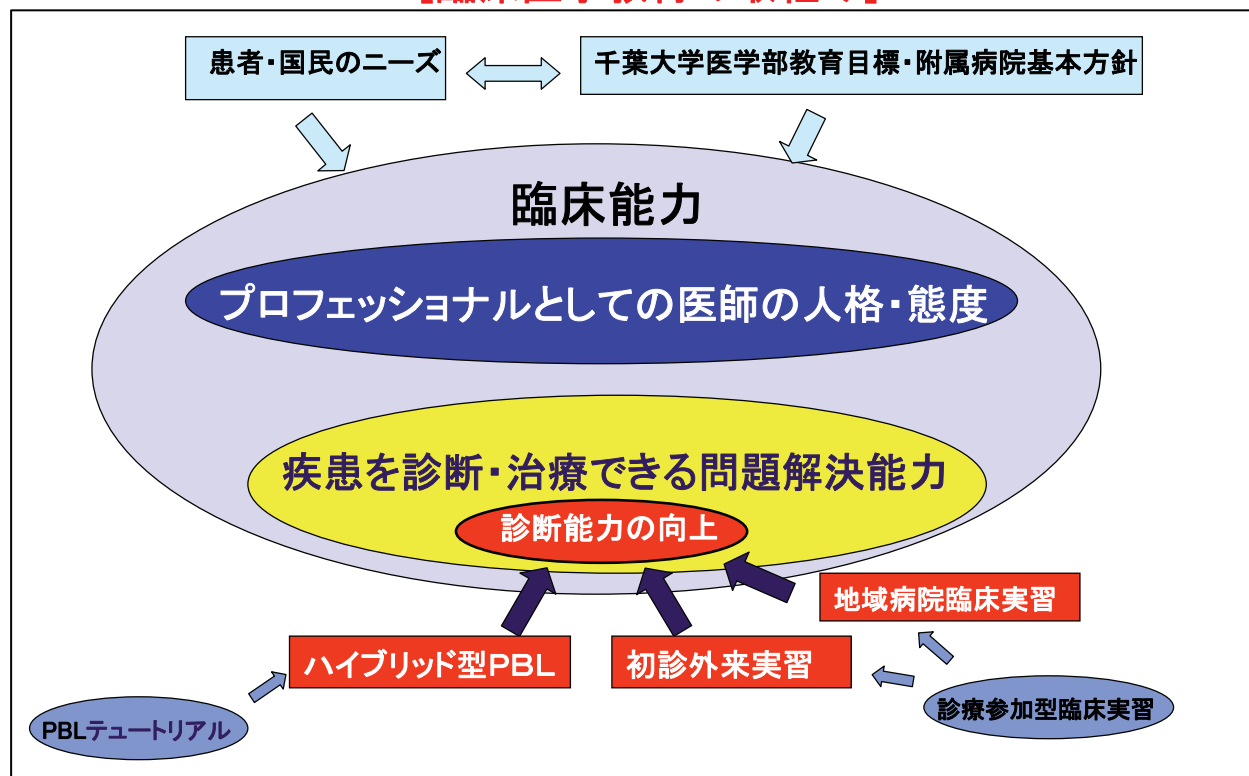 患者・国民のニーズ
千葉大学医学部教育目標・附属病院基本方針
臨床能力
プロフェッショナルとしての医師の人格・態度
疾患を診断・治療できる問題解決能力
診断能力の向上
地域病院臨床実習
ハイブリッド型PBL
初診外来実習
PBLテュートリアル
診療参加型臨床実習